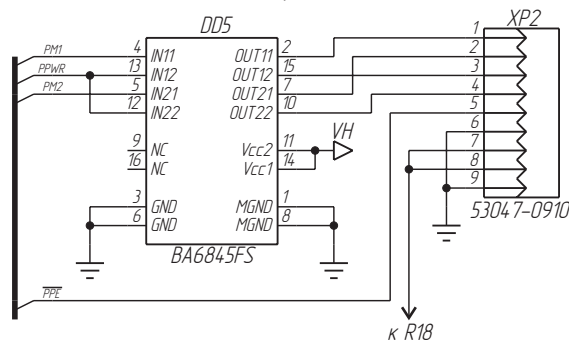 DD5
XP2
PM1 4 IN11 OUT11 2 1
PPWR 13 IN12 OUT12 15 2
PM2 5 IN21 OUT21 7 3
12 IN22 OUT22 10 4
5
9 NC Vcc2 11 VH 6
16 NC Vcc1 14 7
8
3 GND MGND 1 9
6 GND MGND 8
53047-0910
BA6845FS
PPE
к R18